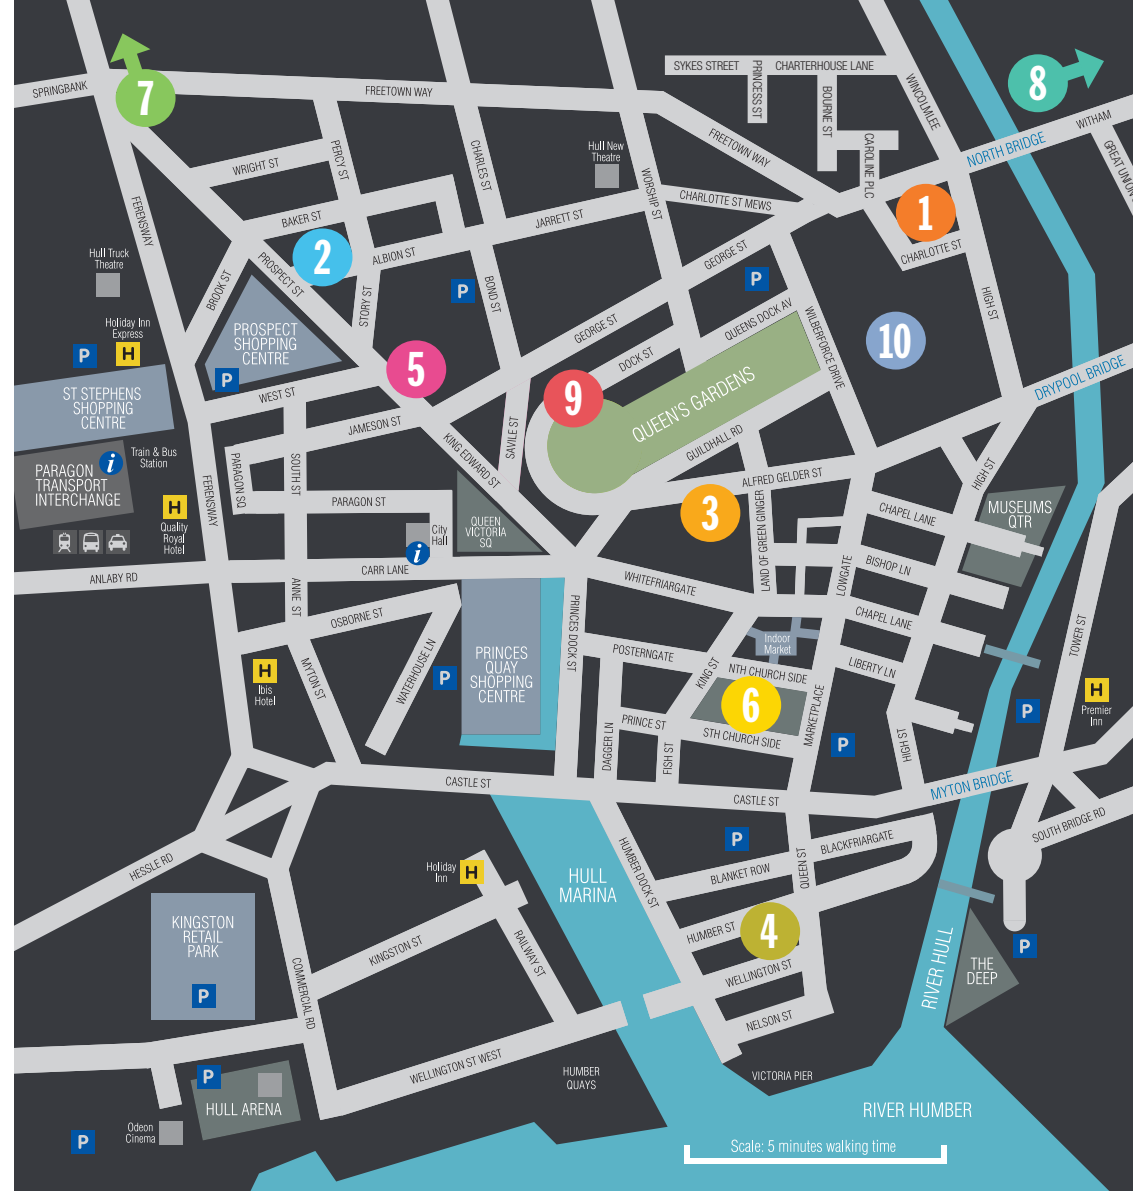 SYKES STREET
CHARTERHOUSE LANE
PRINCESS ST
BOURNE ST
WINCOLMLEE
8
7
SPRINGBANK
FREETOWN WAY
WITHAM
NORTH BRIDGE
GREAT UNION
FREETOWN WAY
CAROLINE PLC
PERCY ST
CHARLES ST
WRIGHT ST
Hull New
Theatre
WORSHIP ST
CHARLOTTE ST MEWS
1
FERENSWAY
BAKER ST
JARRETT ST
2
ALBION ST
GEORGE ST
CHARLOTTE ST
Hull Truck
Theatre
BROOK ST
PROSPECT ST
STORY ST
P
BOND ST
P
HIGH ST
QUEENS DOCK AV
WILBERFORCE DRIVE
Holiday Inn
Express
H
P
PROSPECT
SHOPPING
CENTRE
P
GEORGE ST
DOCK ST
10
5
9
DRYPOOL BRIDGE
ST STEPHENS
SHOPPING
CENTRE
WEST ST
JAMESON ST
QUEEN'S GARDENS
SAVILE ST
KING EDWARD ST
GUILDHALL RD
Train & Bus
Station
i
PARAGON
TRANSPORT
INTERCHANGE
PARAGON SQ
SOUTH ST
ALFRED GELDER ST
HIGH ST
H
Quality
Royal
Hotel
FERENSWAY
PARAGON ST
QUEEN
VICTORIA
SQ
3
LAND OF GREEN GINGER
CHAPEL LANE
MUSEUMS
QTR
City
Hall
i
ANLABY RD
CARR LANE
WHITEFRIARGATE
LOWGATE
BISHOP LN
ANNE ST
OSBORNE ST
PRINCES DOCK ST
CHAPEL LANE
TOWER ST
Indoor
Market
WATERHOUSE LN
PRINCES
QUAY
SHOPPING
CENTRE
POSTERNGATE
KING ST
NTH CHURCH SIDE
LIBERTY LN
H
Ibis
Hotel
MYTON ST
P
6
MARKETPLACE
H
Premier
Inn
P
PRINCE ST
STH CHURCH SIDE
DAGGER LN
FISH ST
P
HIGH ST
CASTLE ST
CASTLE ST
MYTON BRIDGE
SOUTH BRIDGE RD
HESSLE RD
P
BLACKFRIARGATE
HUMBER DOCK ST
BLANKET ROW
QUEEN ST
Holiday
Inn
H
HULL
MARINA
KINGSTON
RETAIL
PARK
P
KINGSTON ST
RAILWAY ST
HUMBER ST
4
WELLINGTON ST
NELSON ST
RIVER HULL
THE
DEEP
P
COMMERCIAL RD
WELLINGTON ST WEST
HUMBER
QUAYS
VICTORIA PIER
P
HULL ARENA
Odeon
Cinema
P
RIVER HUMBER
Scale: 5 minutes walking time